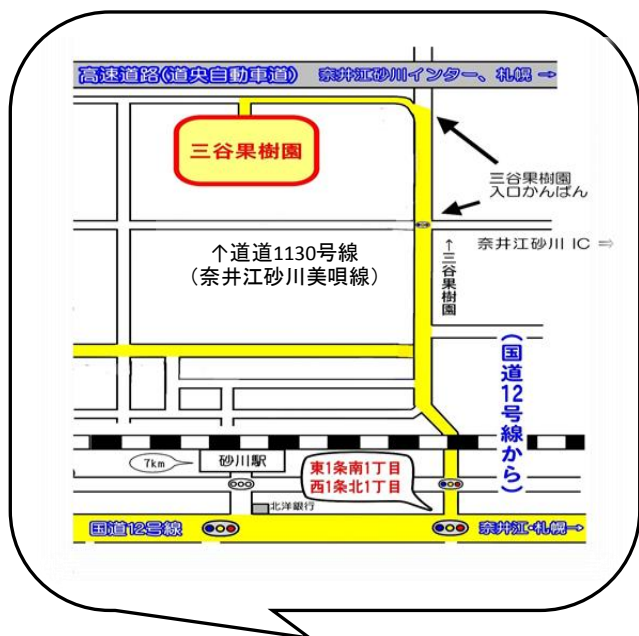 高速道路(道央自動車道)　奈井江砂川インター、札幌→
三谷果樹園
三谷果樹園
入口かんばん
↑道道1130号線
（奈井江砂川美唄線）
↑三谷果樹園
奈井江砂川 IC ⇒
（国道12号線から）
7km
砂川駅
東1条南1丁目
西1条北1丁目
北洋銀行
国道12号線
奈井江・札幌→